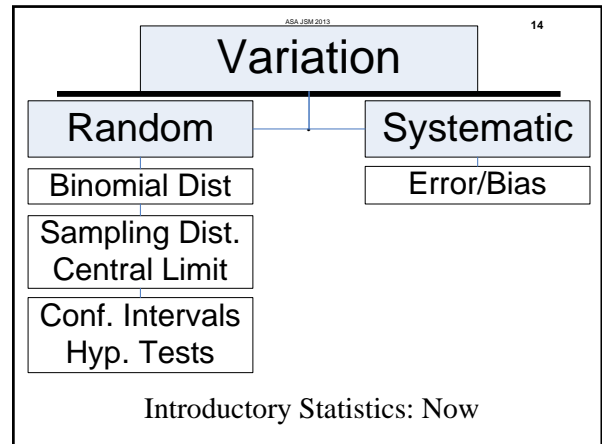 ASA JSM 2013
14
Variation
Random
Systematic
Binomial Dist
Error/Bias
Sampling Dist.
Central Limit
Conf. Intervals
Hyp. Tests
Introductory Statistics: Now